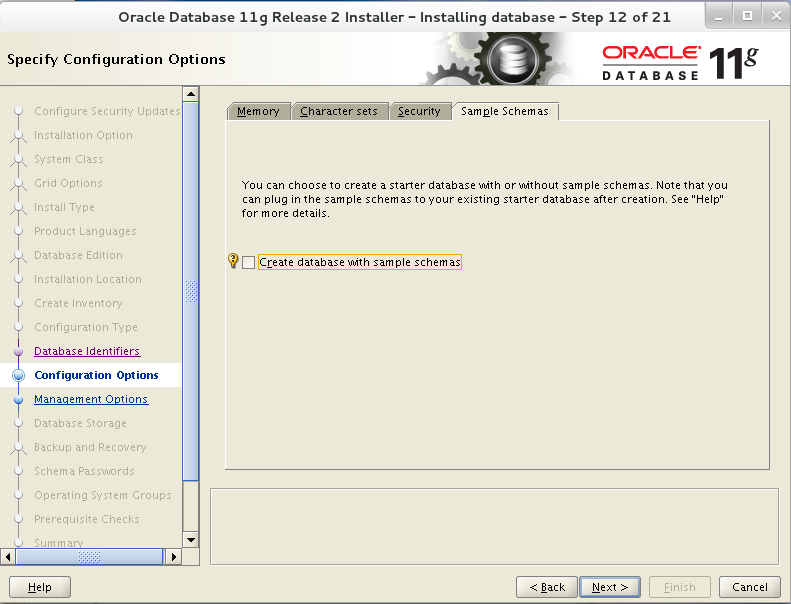 Oracle Database 11g Release 2 Installer - Installing database - Step 12 of 21
Specify Configuration Options
ORACLE
DATABASE
11g
Configure Security Updates
Installation Option
System Class
Grid Options
Install Type
Product Languages
Database Edition
Installation Location
Create Inventory
Configuration Type
Database Identifiers
Configuration Options
Management Options
Database Storage
Backup and Recovery
Schema Passwords
Operating System Groups
Prerequisite Checks
Summary
Memory
Character sets
Security
Sample Schemas
You can choose to create a starter database with or without sample schemas. Note that you
can plug in the sample schemas to your existing starter database after creation. See "Help"
for more details.
Create database with sample schemas
Help
< Back
Next >
Finish
Cancel